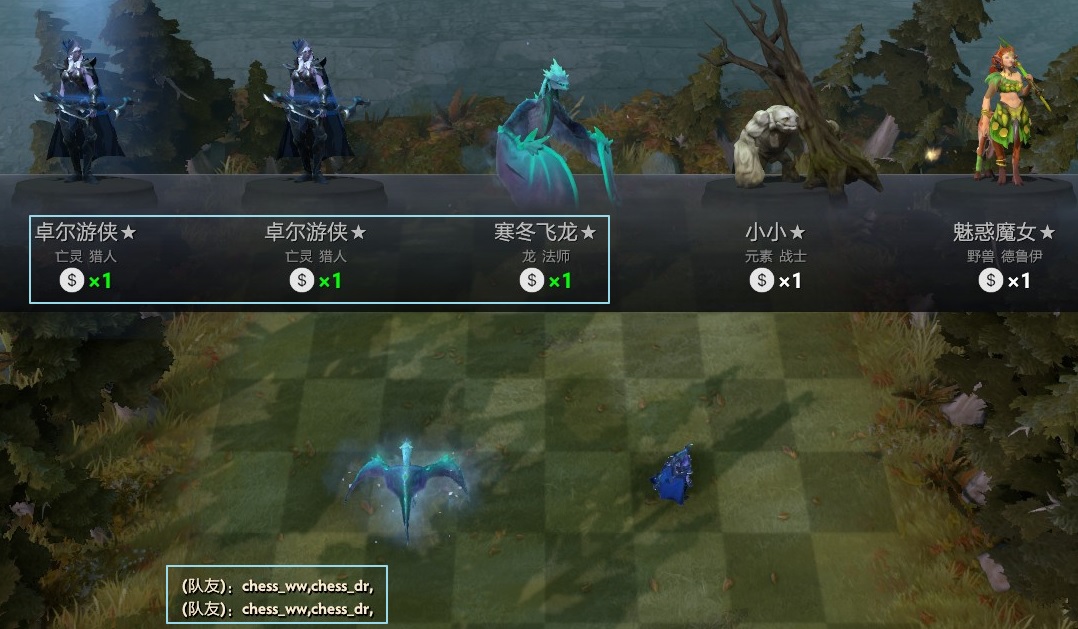 卓尔游侠★ 卓尔游侠★ 寒冬飞龙★ 小小★ 魅惑魔女★
亡灵 猎人 亡灵 猎人 龙 法师 元素 战士 野兽 德鲁伊
$ ×1 $ ×1 $ ×1 $ ×1 $ ×1
(队友)：chess_ww,chess_dr,
(队友)：chess_ww,chess_dr,